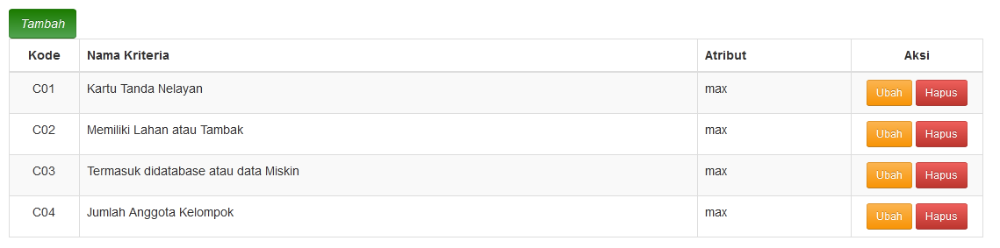 Tambah
Kode Nama Kriteria Atribut Aksi
C01 Kartu Tanda Nelayan max Ubah Hapus
C02 Memiliki Lahan atau Tambak max Ubah Hapus
C03 Termasuk didatabase atau data Miskin max Ubah Hapus
C04 Jumlah Anggota Kelompok max Ubah Hapus